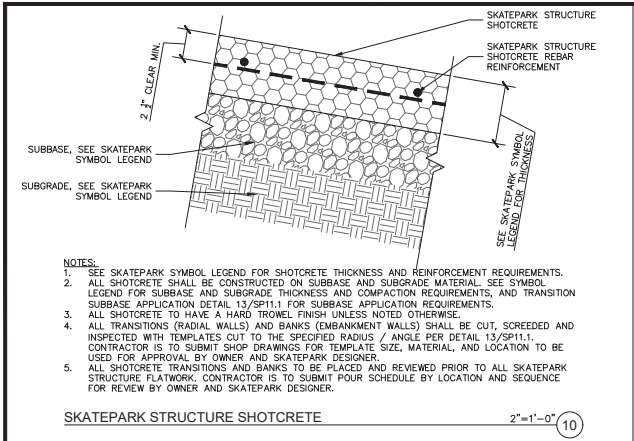 SKATEPARK STRUCTURE
SHOTCRETE
SKATEPARK STRUCTURE
SHOTCRETE REBAR
REINFORCEMENT
2 1/2" CLEAR MIN.
SUBBASE, SEE SKATEPARK
SYMBOL LEGEND
SUBGRADE, SEE SKATEPARK
SYMBOL LEGEND
SEE SKATEPARK SYMBOL
LEGEND FOR THICKNESS
NOTES:
1. SEE SKATEPARK SYMBOL LEGEND FOR SHOTCRETE THICKNESS AND REINFORCEMENT REQUIREMENTS.
2. ALL SHOTCRETE SHALL BE CONSTRUCTED ON SUBBASE AND SUBGRADE MATERIAL. SEE SYMBOL
LEGEND FOR SUBBASE AND SUBGRADE THICKNESS AND COMPACTION REQUIREMENTS, AND TRANSITION
SUBBASE APPLICATION DETAIL 13/SP11.1 FOR SUBBASE APPLICATION REQUIREMENTS.
3. ALL SHOTCRETE TO HAVE A HARD TROWEL FINISH UNLESS NOTED OTHERWISE.
4. ALL TRANSITIONS (RADIAL WALLS) AND BANKS (EMBANKMENT WALLS) SHALL BE CUT, SCREEDED AND
INSPECTED WITH TEMPLATES CUT TO THE SPECIFIED RADIUS / ANGLE PER DETAIL 13/SP11.1.
CONTRACTOR IS TO SUBMIT SHOP DRAWINGS FOR TEMPLATE SIZE, MATERIAL, AND LOCATION TO BE
USED FOR APPROVAL BY OWNER AND SKATEPARK DESIGNER.
5. ALL SHOTCRETE TRANSITIONS AND BANKS TO BE PLACED AND REVIEWED PRIOR TO ALL SKATEPARK
STRUCTURE FLATWORK. CONTRACTOR IS TO SUBMIT POUR SCHEDULE BY LOCATION AND SEQUENCE
FOR REVIEW BY OWNER AND SKATEPARK DESIGNER.
SKATEPARK STRUCTURE SHOTCRETE 2"=1'-0" 10